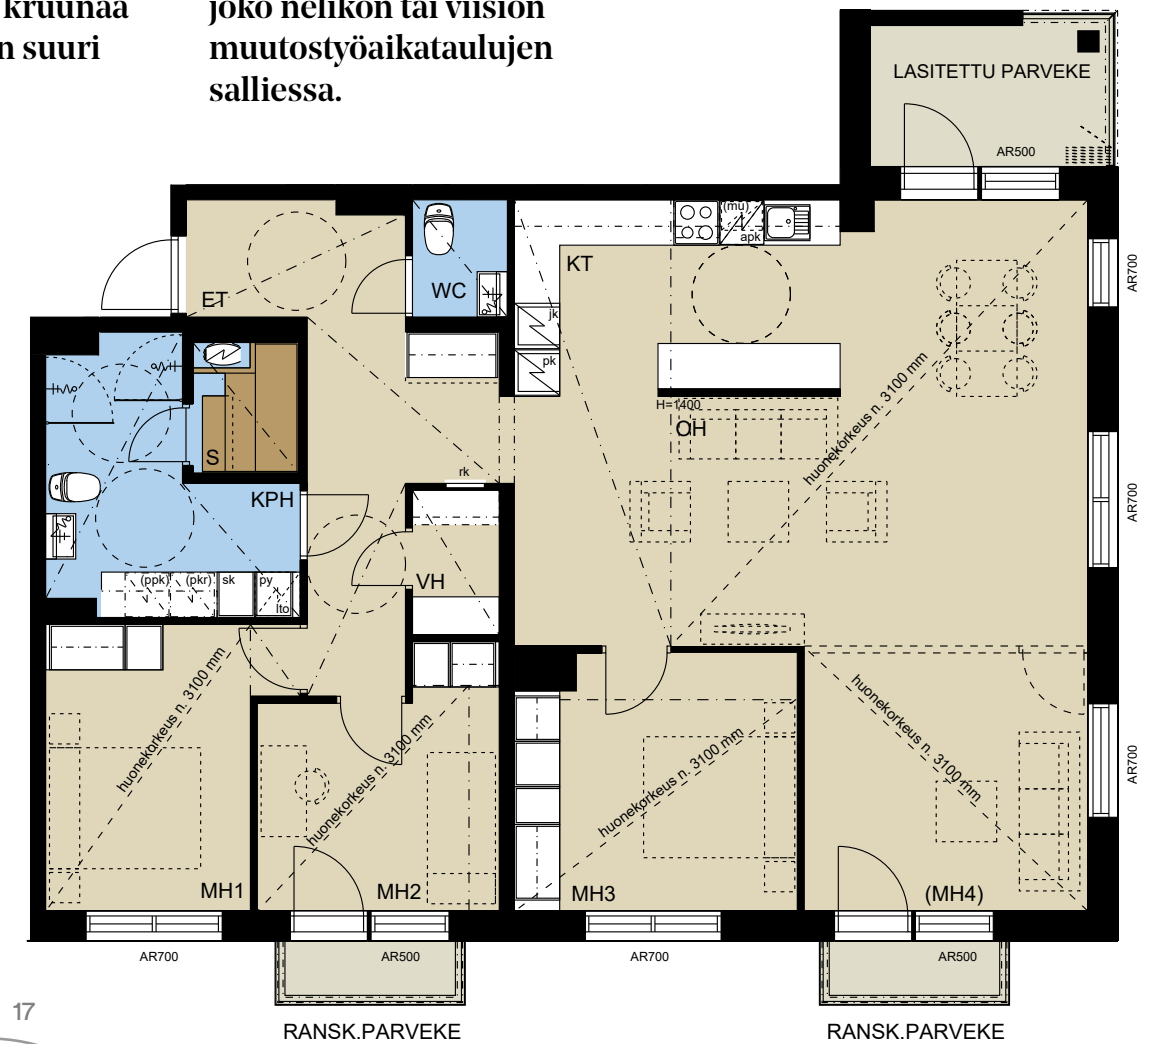 kruunaa
n suuri
joko nelikon tai viision
muutostyöaikataulujen
salliessa.
LASITETTU PARVEKE
AR500
(mu)
apk
KT
WC
ET
jk
pk
AR700
H=1400
OH
huonekorkeus n. 3100 mm
S
rk
KPH
AR700
VH
(ppk)
(pkr)
sk
py
lto
huonekorkeus n. 3100 mm
huonekorkeus n. 3100 mm
huonekorkeus n. 3100 mm
huonekorkeus n. 3100 mm
AR700
MH1
MH2
MH3
(MH4)
AR700
AR500
AR700
AR500
17
RANSK.PARVEKE
RANSK.PARVEKE